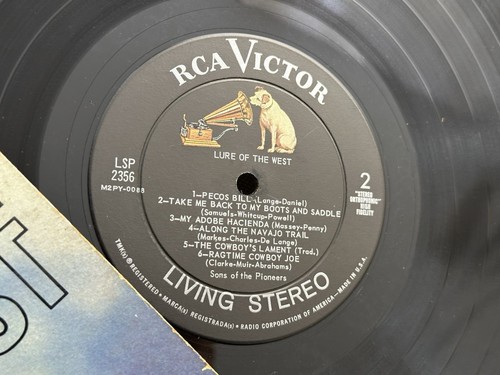 RCA VICTOR
LURE OF THE WEST
LSP
2356
M2PY-0088
2
"STEREO
ORTHOPHONIC"
HIGH
FIDELITY
1—PECOS BILL (Lange-Daniel)
2—TAKE ME BACK TO MY BOOTS AND SADDLE
(Samuels-Whitcup-Powell)
3—MY ADOBE HACIENDA (Massey-Penny)
4—ALONG THE NAVAJO TRAIL
(Markes-Charles-De Lange)
5—THE COWBOY'S LAMENT (Trad.)
6—RAGTIME COWBOY JOE
(Clarke-Muir-Abrahams)
Sons of the Pioneers
LIVING STEREO
TMK(s) ® REGISTERED • MARCA(s) REGISTRADA(s) • RADIO CORPORATION OF AMERICA—MADE IN U.S.A.
ST